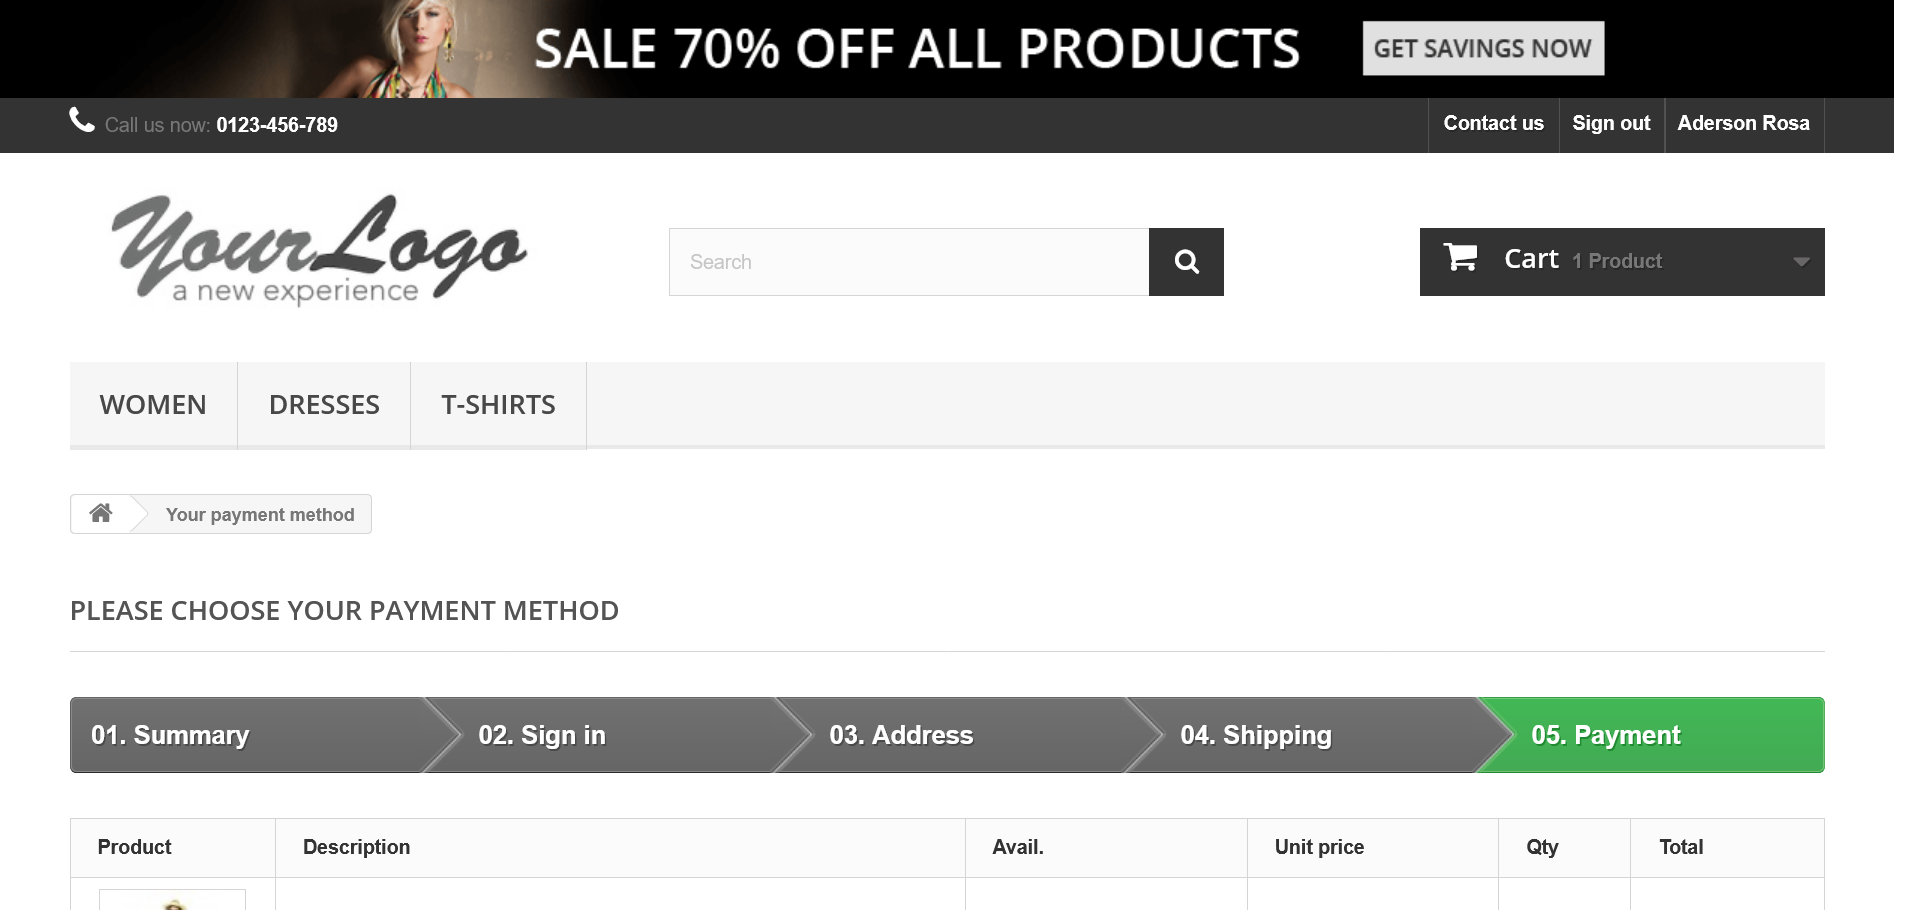 SALE 70% OFF ALL PRODUCTS GET SAVINGS NOW
Call us now: 0123-456-789 Contact us Sign out Aderson Rosa
Your Logo
a new experience
Search
Cart 1 Product
WOMEN DRESSES T-SHIRTS
Your payment method
PLEASE CHOOSE YOUR PAYMENT METHOD
01. Summary 02. Sign in 03. Address 04. Shipping 05. Payment
Product Description Avail. Unit price Qty Total